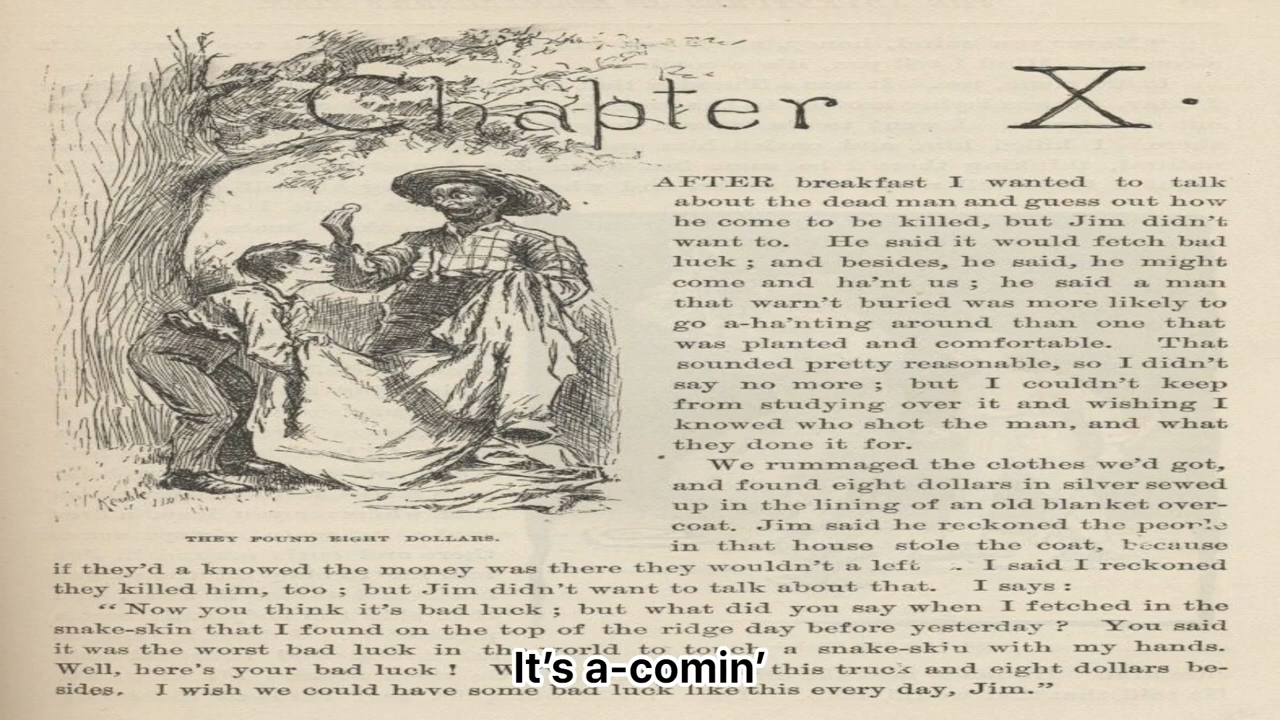 Chapter X.
AFTER breakfast I wanted to talk
about the dead man and guess out how
he come to be killed, but Jim didn't
want to. He said it would fetch bad
luck ; and besides, he said, he might
come and ha'nt us ; he said a man
that warn't buried was more likely to
go a-ha'nting around than one that
was planted and comfortable. That
sounded pretty reasonable, so I didn't
say no more ; but I couldn't keep
from studying over it and wishing I
knowed who shot the man, and what
they done it for.
We rummaged the clothes we'd got,
and found eight dollars in silver sewed
up in the lining of an old blanket over-
coat. Jim said he reckoned the people
in that house stole the coat, because
THEY FOUND EIGHT DOLLARS.
if they'd a knowed the money was there they wouldn't a left I said I reckoned
they killed him, too ; but Jim didn't want to talk about that. I says :
“ Now you think it's bad luck ; but what did you say when I fetched in the
snake-skin that I found on the top of the ridge day before yesterday ? You said
it was the worst bad luck in the world to touch a snake-skin with my hands.
Well, here's your bad luck ! this truck and eight dollars be-
sides. I wish we could have some bad luck like this every day, Jim.”
It's a-comin'